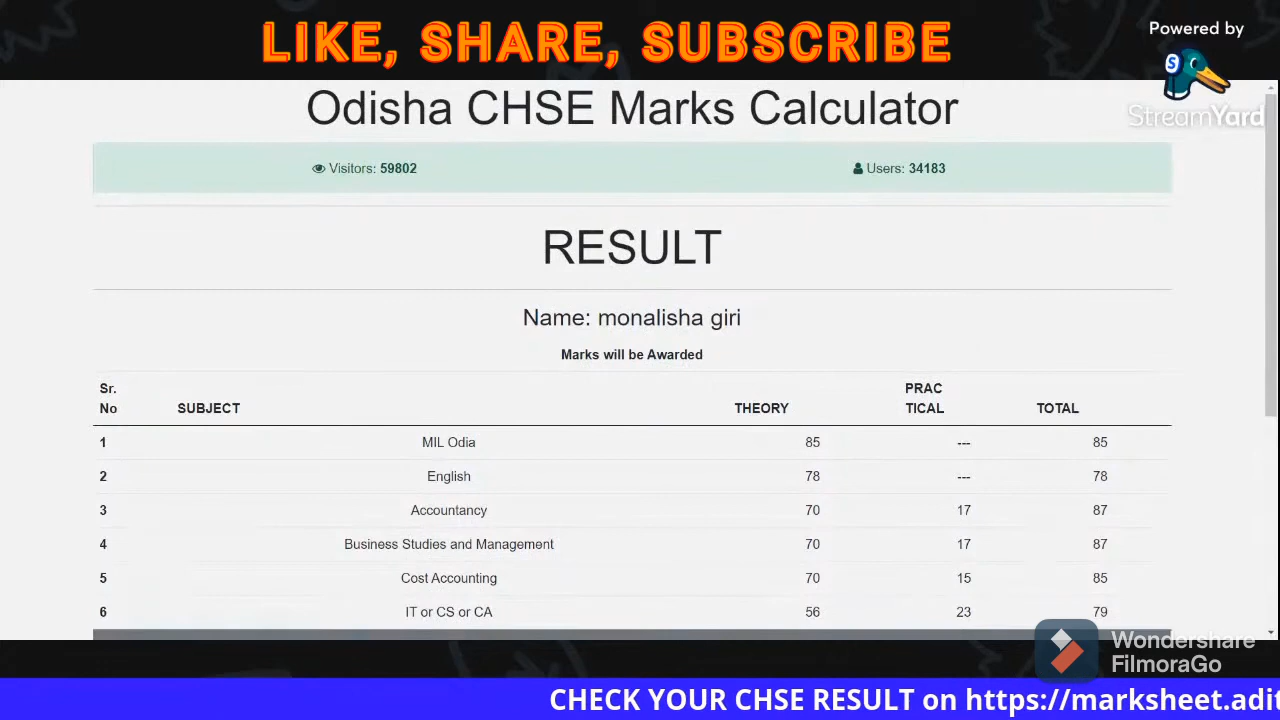 LIKE, SHARE, SUBSCRIBE
Powered by
S
StreamYard
Odisha CHSE Marks Calculator
Visitors: 59802 Users: 34183
RESULT
Name: monalisha giri
Marks will be Awarded
Sr. No SUBJECT THEORY PRAC TICAL TOTAL
1 MIL Odia 85 --- 85
2 English 78 --- 78
3 Accountancy 70 17 87
4 Business Studies and Management 70 17 87
5 Cost Accounting 70 15 85
6 IT or CS or CA 56 23 79
Wondershare
FilmoraGo
CHECK YOUR CHSE RESULT on https://marksheet.adit